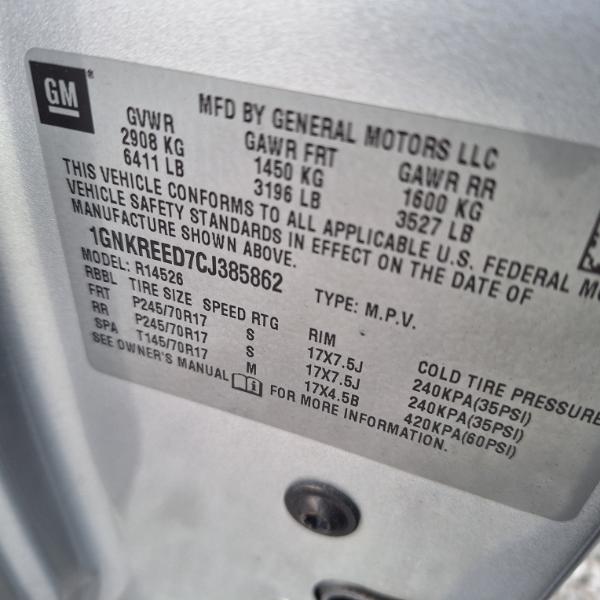 GM®
MFD BY GENERAL MOTORS LLC
GVWR GAWR FRT GAWR RR
2908 KG 1450 KG 1600 KG
6411 LB 3196 LB 3527 LB
THIS VEHICLE CONFORMS TO ALL APPLICABLE U.S. FEDERAL
VEHICLE SAFETY STANDARDS IN EFFECT ON THE DATE OF
MANUFACTURE SHOWN ABOVE.
1GNKREED7CJ385862 TYPE: M.P.V.
MODEL: R14526
RBBL TIRE SIZE SPEED RTG RIM COLD TIRE PRESSURE
FRT P245/70R17 S 17X7.5J 240KPA(35PSI)
RR P245/70R17 S 17X7.5J 240KPA(35PSI)
SPA T145/70R17 M 17X4.5B 420KPA(60PSI)
SEE OWNER'S MANUAL FOR MORE INFORMATION.